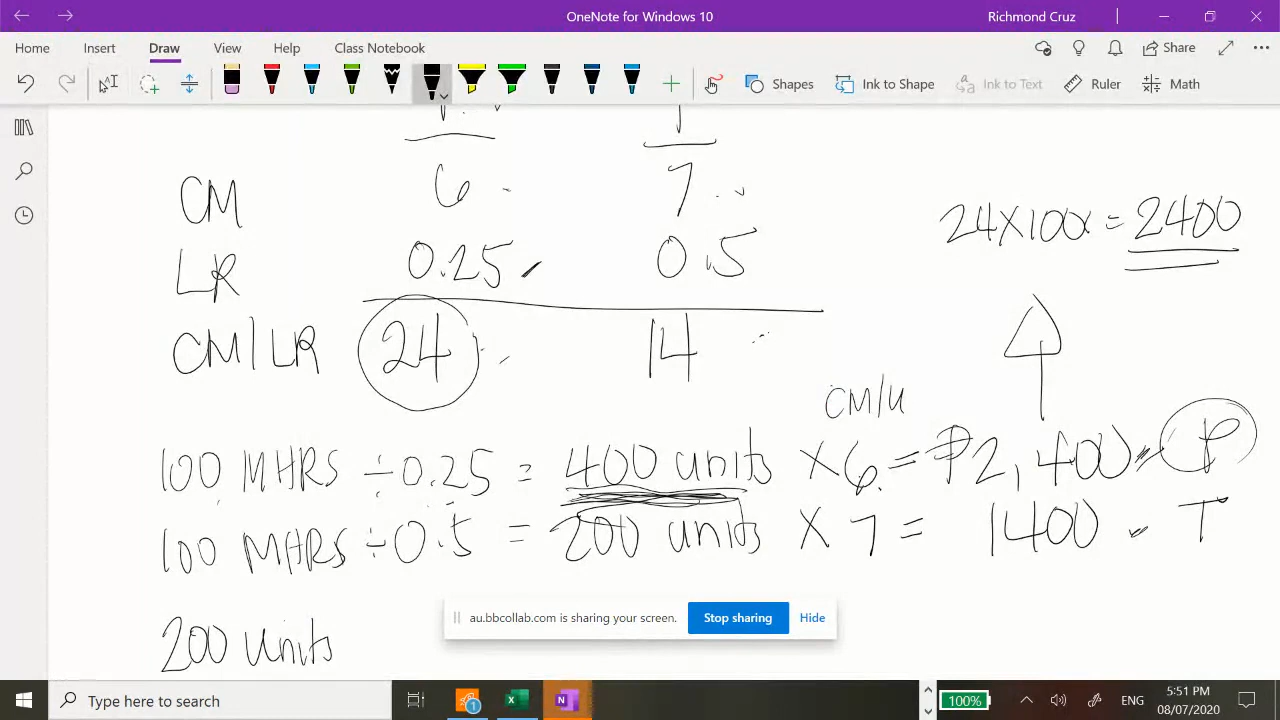 OneNote for Windows 10
Richmond Cruz
Home Insert Draw View Help Class Notebook
Share
Shapes Ink to Shape Ink to Text Ruler Math
CM 6 7
LR 0.25 0.5
24X100 = 2400
CM/LR 24 14
CM/U
100 MHRS ÷ 0.25 = 400 units X 6 = ₱2,400 P
100 MHRS ÷ 0.5 = 200 units X 7 = 1400 T
au.bbcollab.com is sharing your screen. Stop sharing Hide
200 units
Type here to search
1
100%
ENG
5:51 PM
08/07/2020